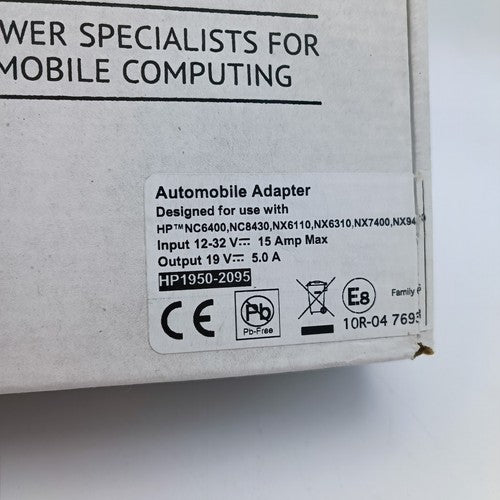 WER SPECIALISTS FOR
MOBILE COMPUTING
Automobile Adapter
Designed for use with
HP™NC6400,NC8430,NX6110,NX6310,NX7400,NX94
Input 12-32 V⎓ 15 Amp Max
Output 19 V⎓ 5.0 A
HP1950-2095
CE
Pb
Pb-Free
E8
Family
10R-04 769